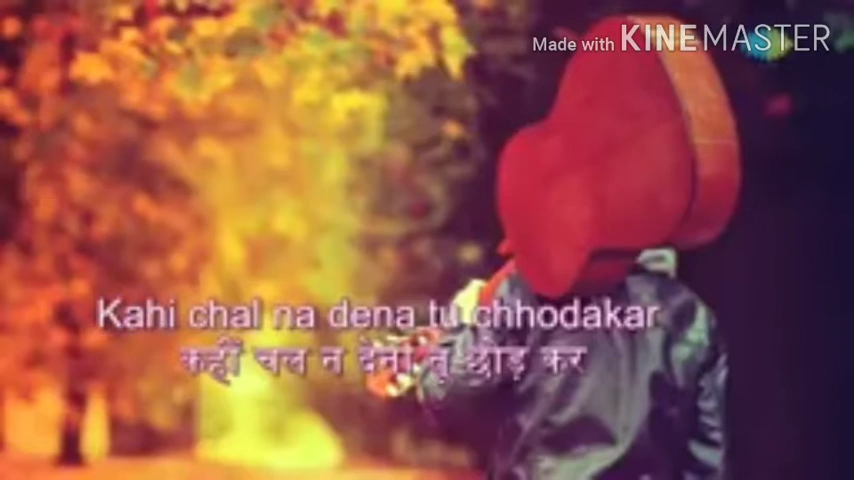 Made with KINEMASTER
Kahi chal na dena tu chhodakar
कहीं चल न देना तु छोड़ कर